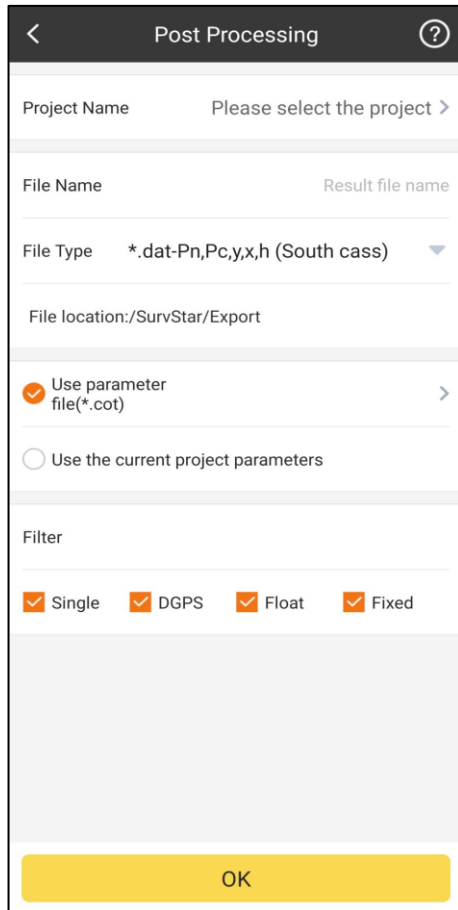 Post Processing ?
Project Name Please select the project >
File Name Result file name
File Type *.dat-Pn,Pc,y,x,h (South cass)
File location:/SurvStar/Export
Use parameter
file(*.cot)
Use the current project parameters
Filter
Single DGPS Float Fixed
OK